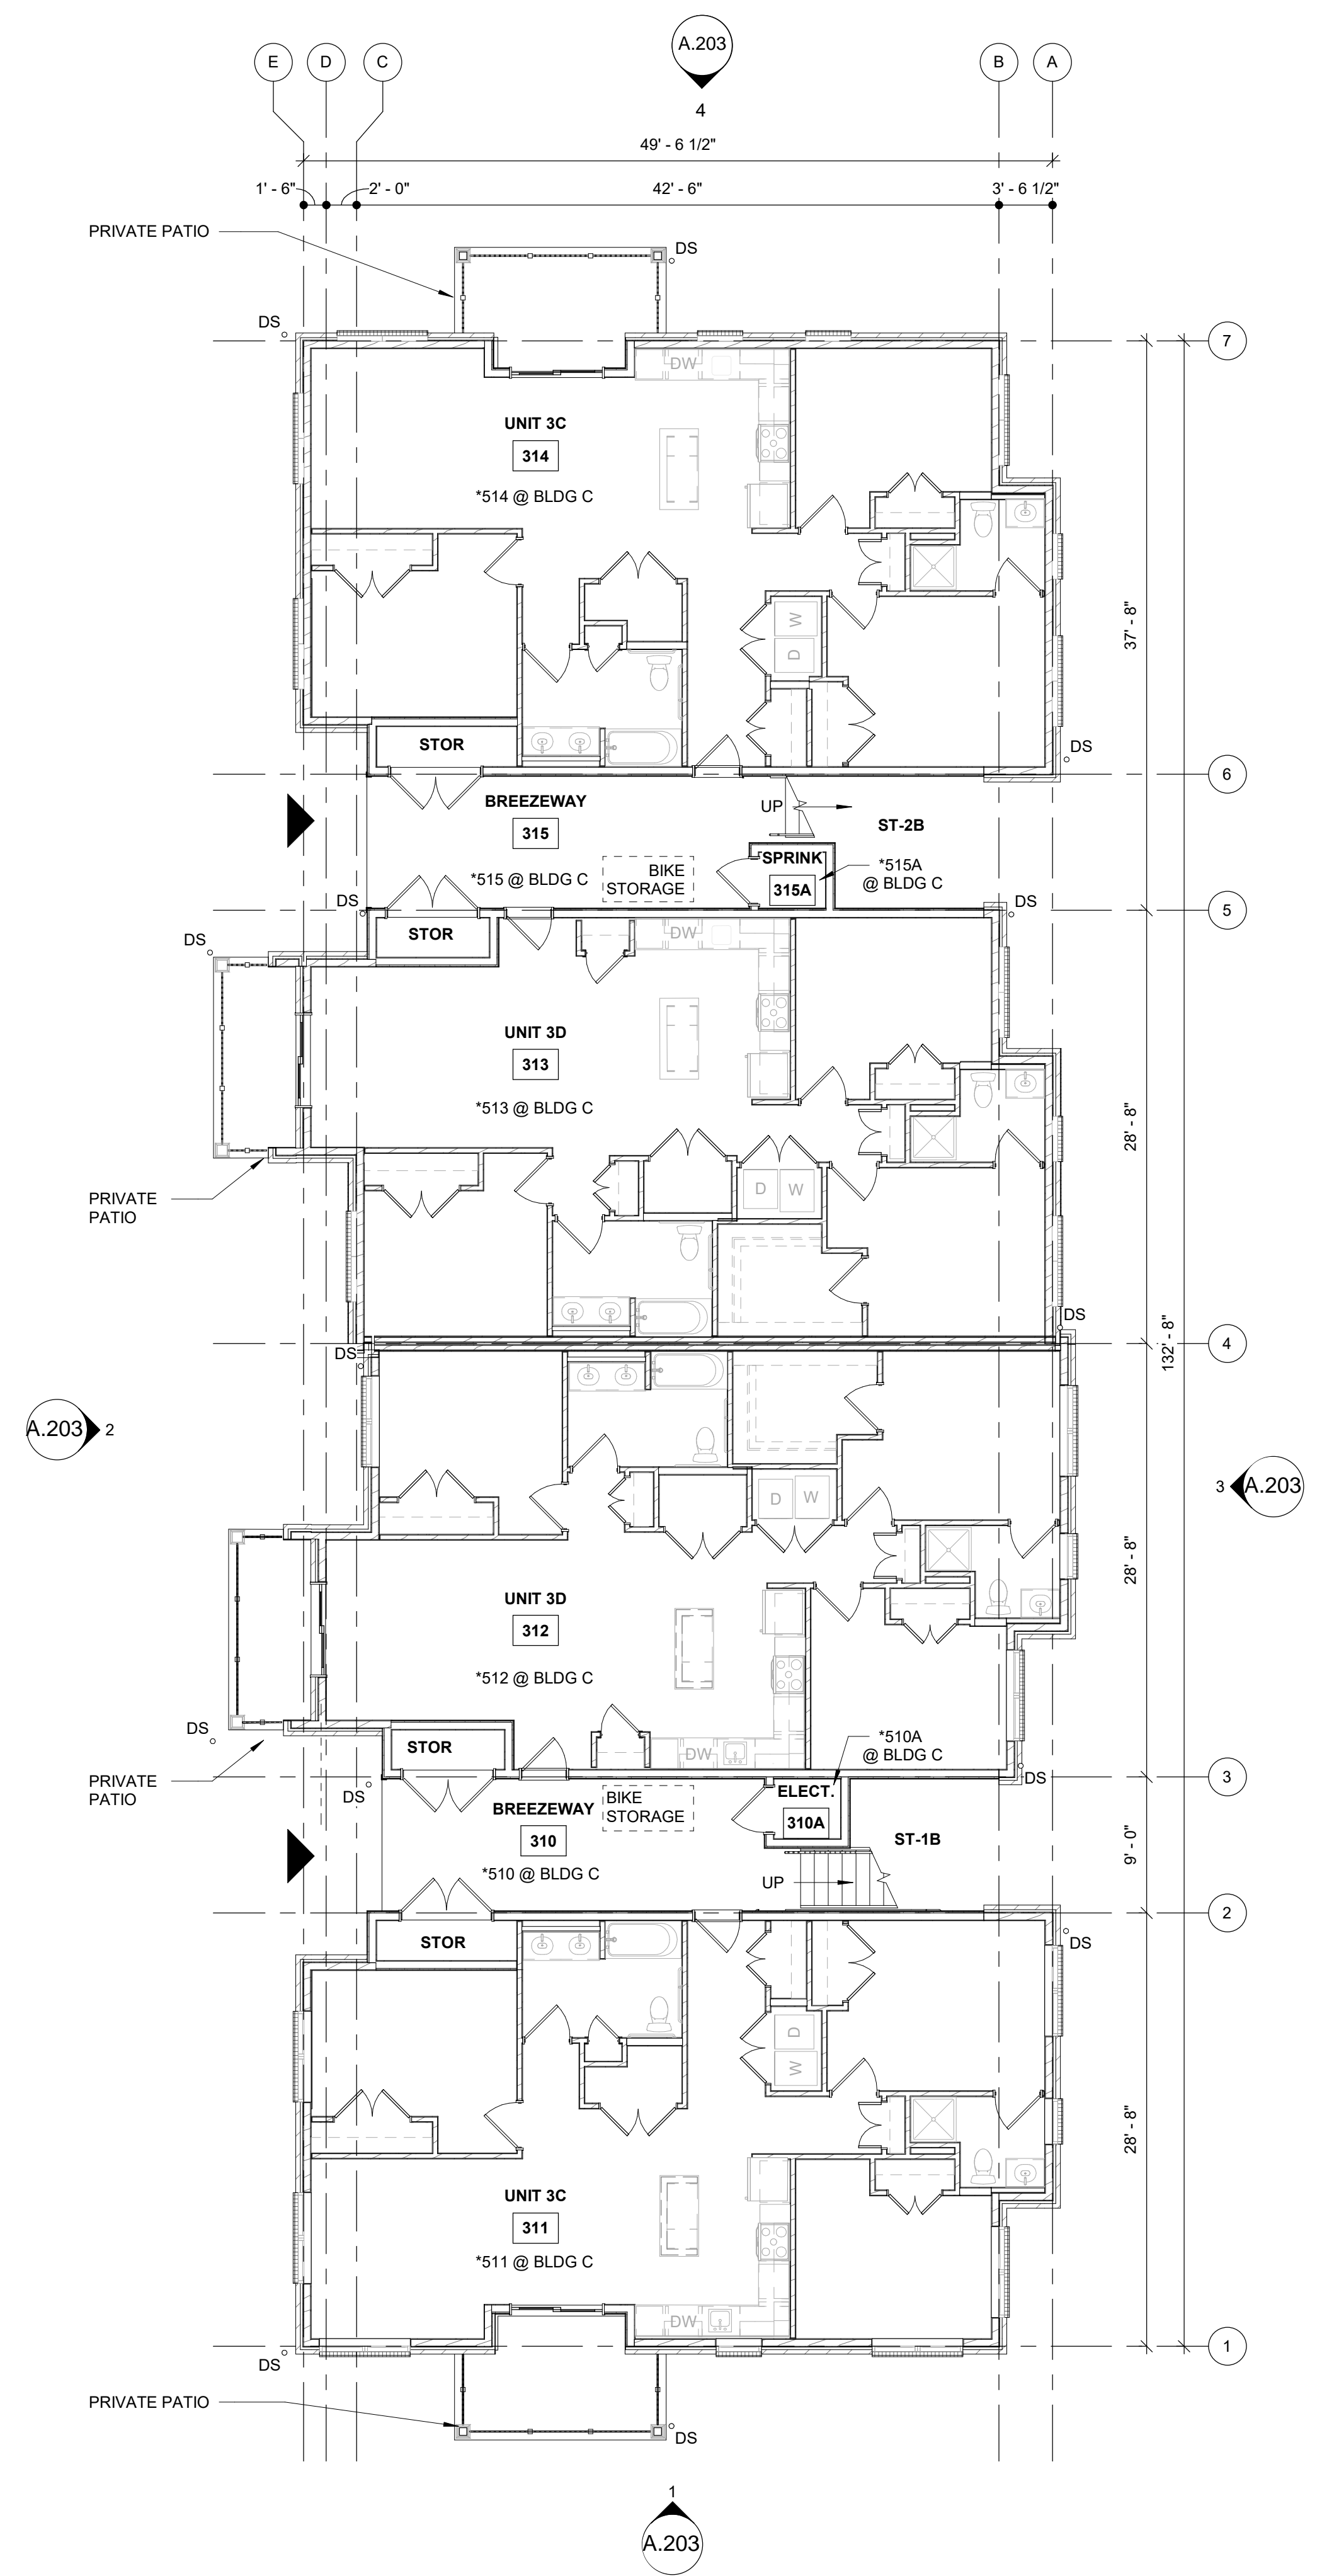 A.203
4
E
D
C
B
A
49' - 6 1/2"
1' - 6"
2' - 0"
42' - 6"
3' - 6 1/2"
PRIVATE PATIO
DS
DS
7
DW
UNIT 3C
314
*514 @ BLDG C
W
D
37' - 8"
STOR
DS
6
BREEZEWAY
315
*515 @ BLDG C
BIKE
STORAGE
UP
ST-2B
SPRINK
315A
*515A
@ BLDG C
DS
DS
5
STOR
DS
DW
UNIT 3D
313
*513 @ BLDG C
28' - 8"
PRIVATE
PATIO
D
W
DS
4
132' - 8"
DS
A.203
2
3
A.203
D
W
28' - 8"
UNIT 3D
312
*512 @ BLDG C
DS
STOR
DW
*510A
@ BLDG C
PRIVATE
PATIO
DS
DS
3
BREEZEWAY
310
*510 @ BLDG C
BIKE
STORAGE
ELECT.
310A
ST-1B
UP
9' - 0"
2
STOR
DS
D
W
28' - 8"
UNIT 3C
311
*511 @ BLDG C
DW
DS
1
PRIVATE PATIO
DS
1
A.203